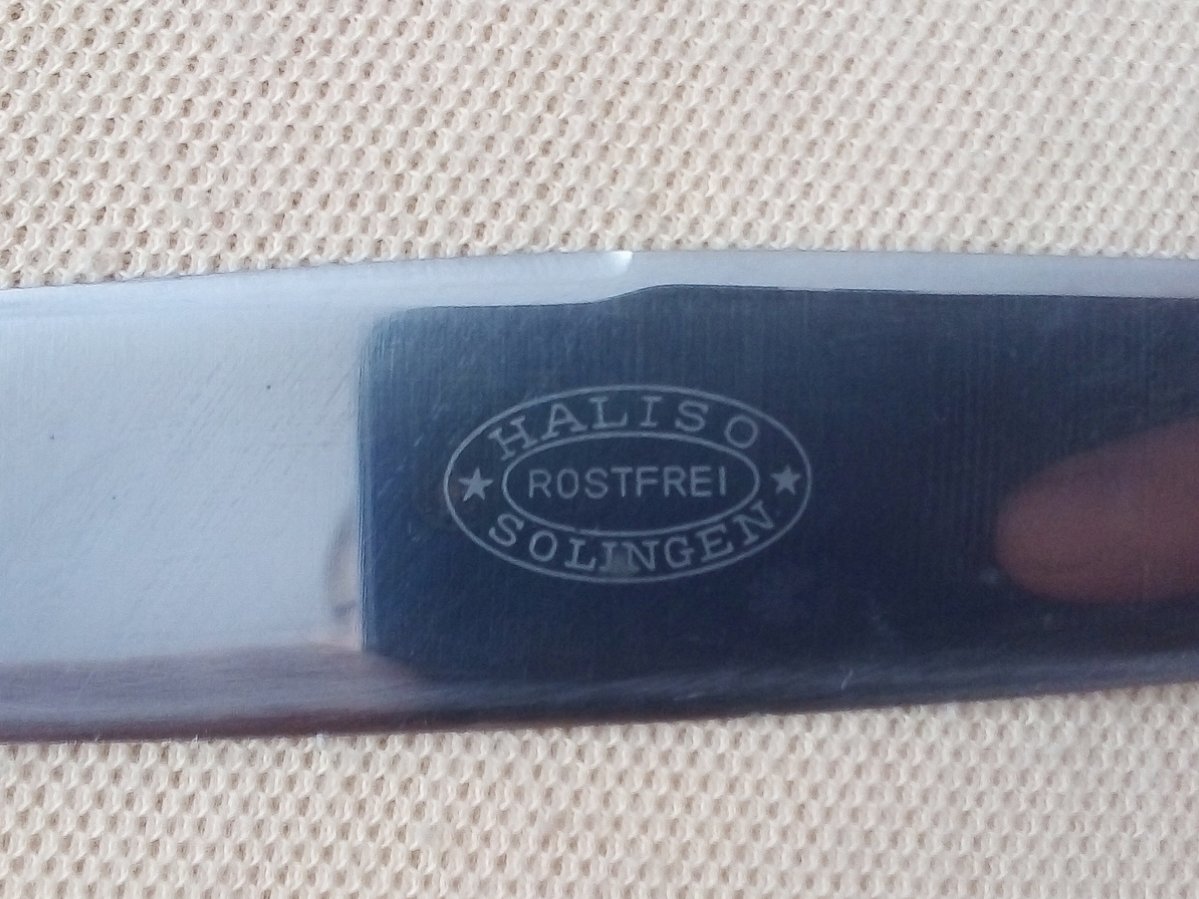 HALISO
★ ROSTFREI ★
SOLINGEN